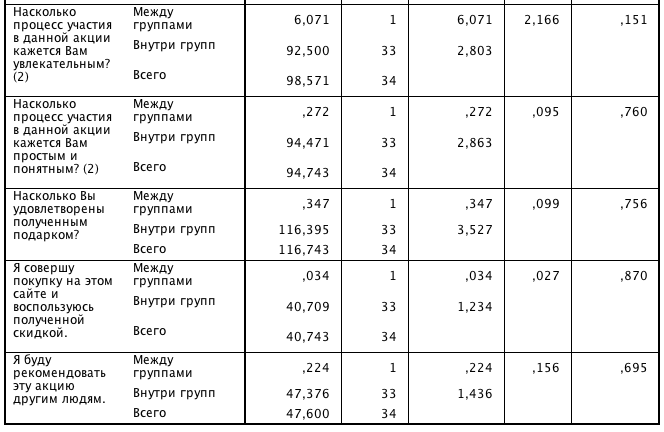 Насколько процесс участия в данной акции кажется Вам увлекательным? (2)
Между группами 6,071 1 6,071 2,166 ,151
Внутри групп 92,500 33 2,803
Всего 98,571 34
Насколько процесс участия в данной акции кажется Вам простым и понятным? (2)
Между группами ,272 1 ,272 ,095 ,760
Внутри групп 94,471 33 2,863
Всего 94,743 34
Насколько Вы удовлетворены полученным подарком?
Между группами ,347 1 ,347 ,099 ,756
Внутри групп 116,395 33 3,527
Всего 116,743 34
Я совершу покупку на этом сайте и воспользуюсь полученной скидкой.
Между группами ,034 1 ,034 ,027 ,870
Внутри групп 40,709 33 1,234
Всего 40,743 34
Я буду рекомендовать эту акцию другим людям.
Между группами ,224 1 ,224 ,156 ,695
Внутри групп 47,376 33 1,436
Всего 47,600 34